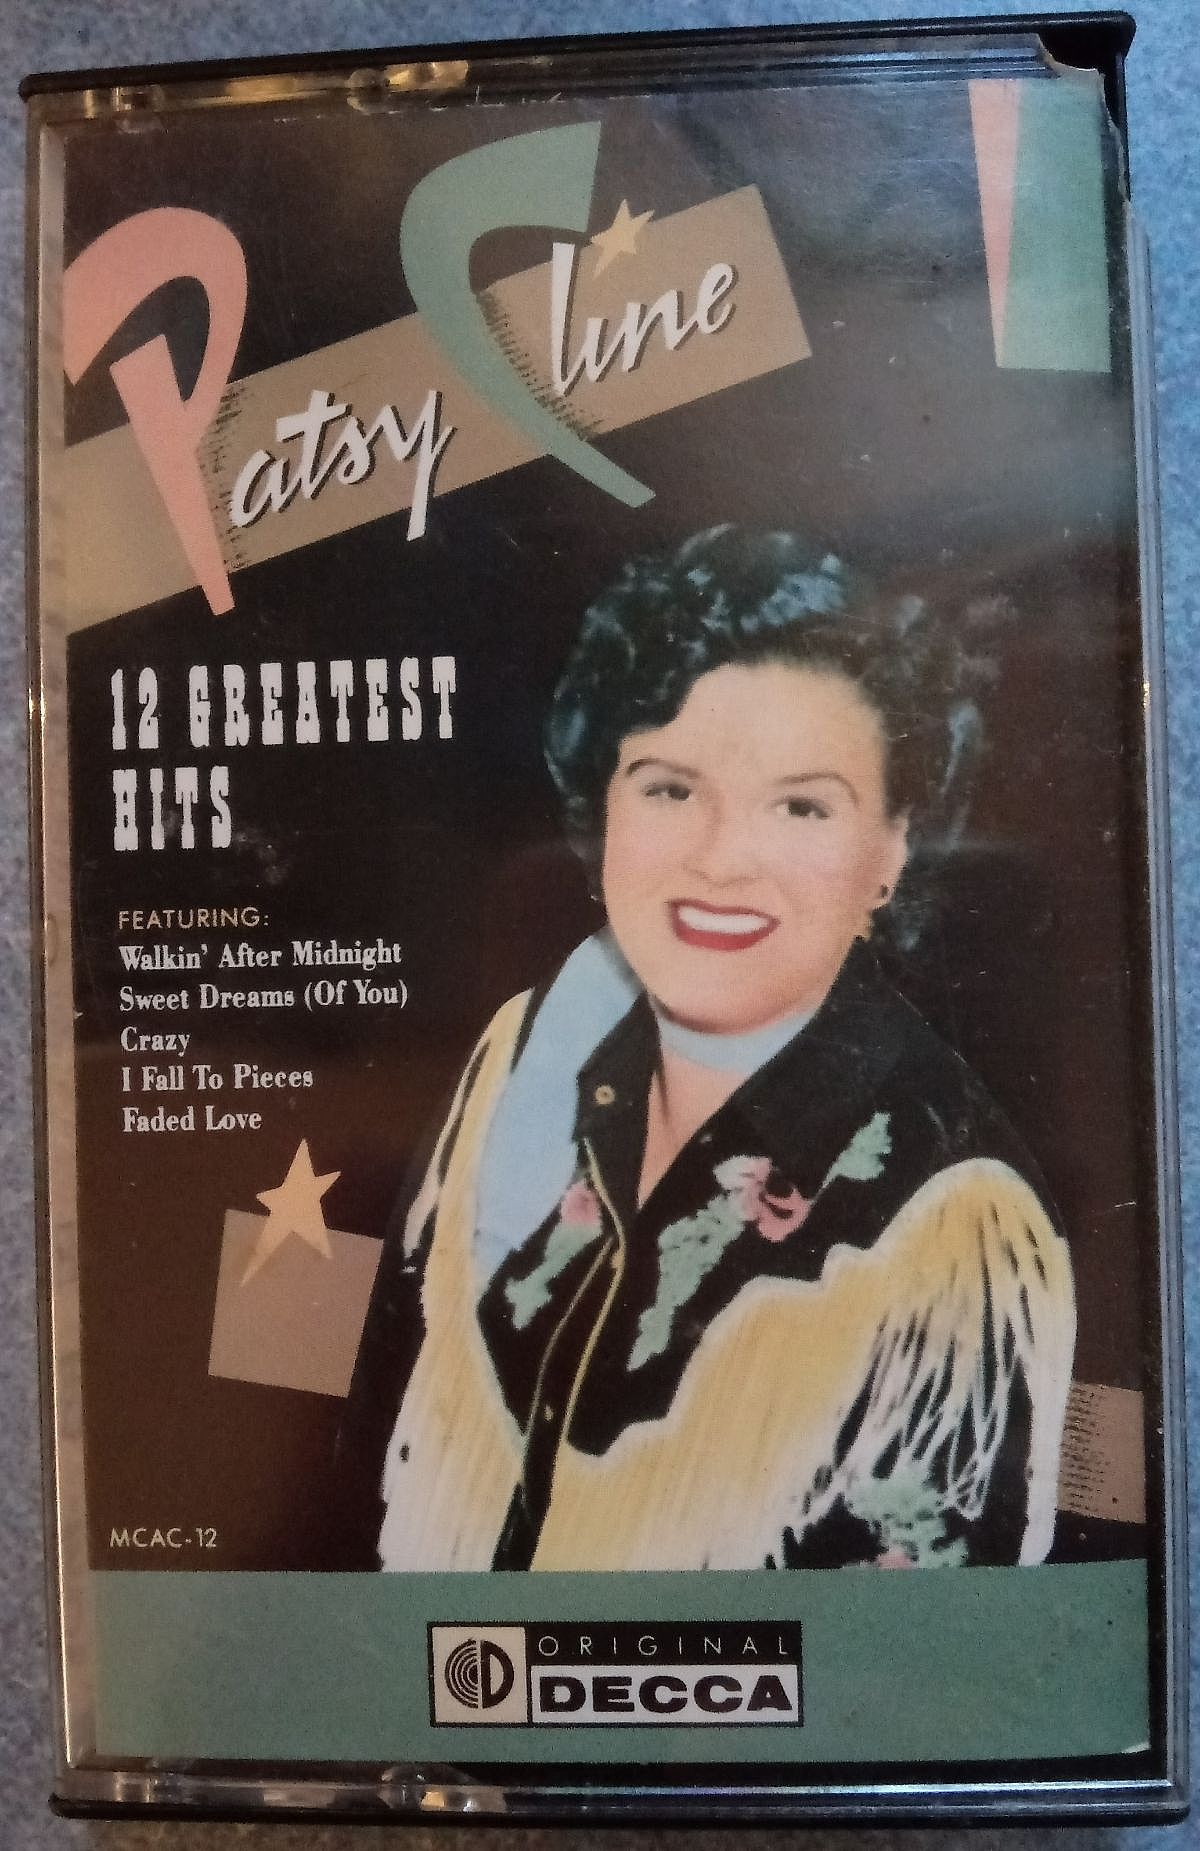 Patsy Cline
12 GREATEST
HITS
FEATURING:
Walkin' After Midnight
Sweet Dreams (Of You)
Crazy
I Fall To Pieces
Faded Love
MCAC-12
ORIGINAL
DECCA